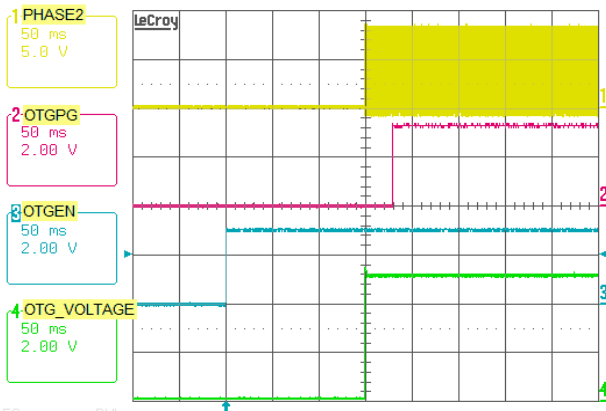 1 PHASE2
50 ms
5.0 V
LeCroy
1
2 OTGPG
50 ms
2.00 V
2
3 OTGEN
50 ms
2.00 V
3
4 OTG_VOLTAGE
50 ms
2.00 V
4